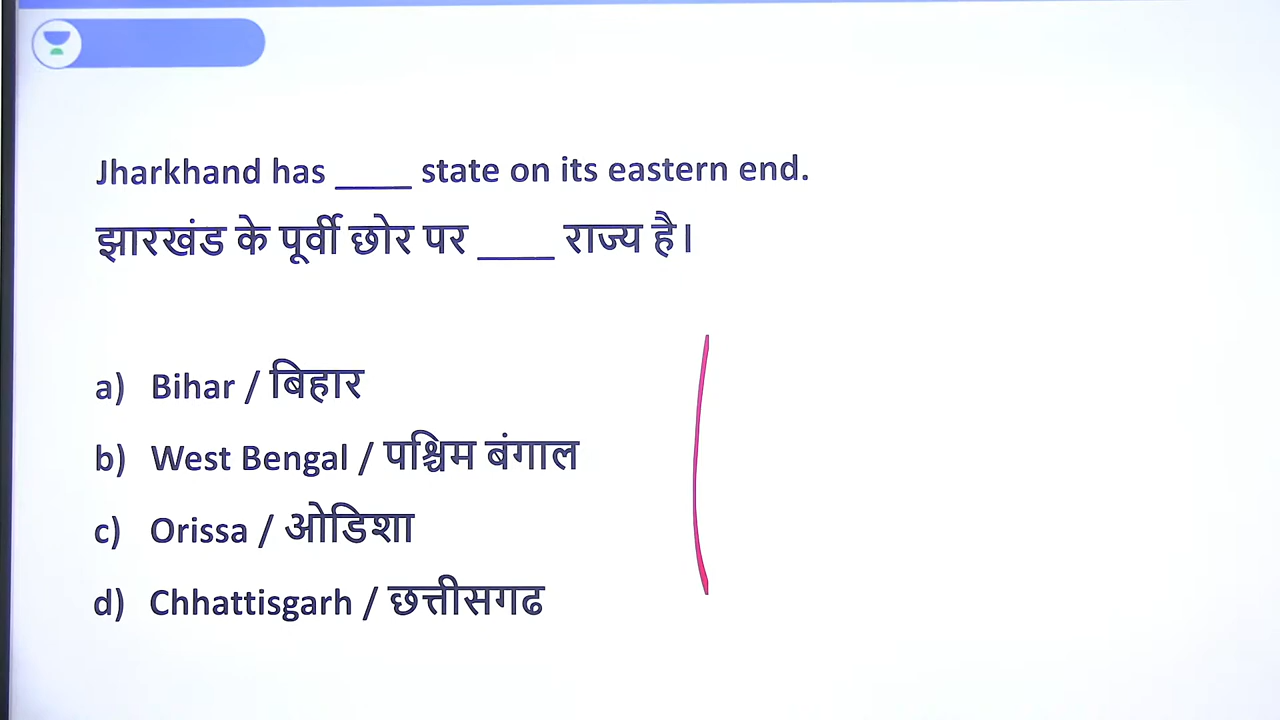 Jharkhand has ____ state on its eastern end.
झारखंड के पूर्वी छोर पर ____ राज्य है।
a) Bihar / बिहार
b) West Bengal / पश्चिम बंगाल
c) Orissa / ओडिशा
d) Chhattisgarh / छत्तीसगढ